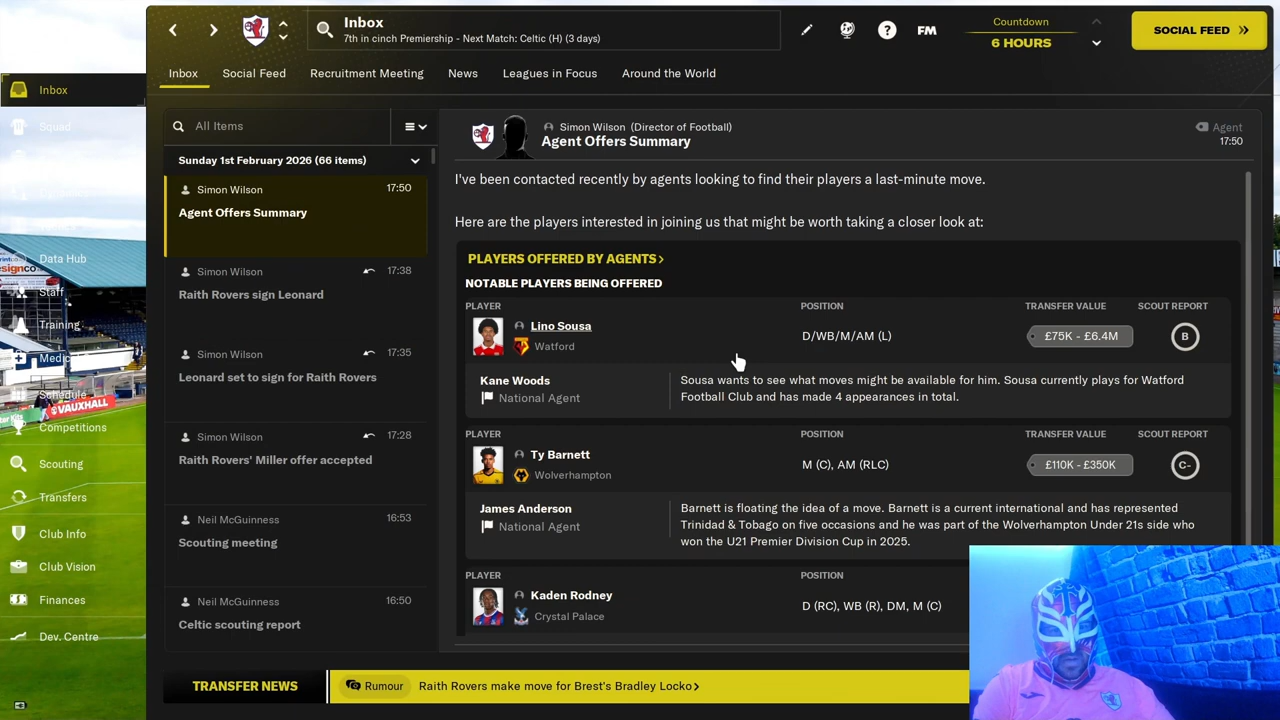 Inbox
7th in cinch Premiership - Next Match: Celtic (H) (3 days)
?
FM
Countdown
6 HOURS
SOCIAL FEED
Inbox
Social Feed
Recruitment Meeting
News
Leagues in Focus
Around the World
Inbox
Squad
Data Hub
Staff
Training
Schedule
Competitions
Scouting
Transfers
Club Info
Club Vision
Finances
Dev. Centre
VAUXHALL
All Items
Sunday 1st February 2026 (66 items)
Simon Wilson 17:50
Agent Offers Summary
Simon Wilson 17:38
Raith Rovers sign Leonard
Simon Wilson 17:35
Leonard set to sign for Raith Rovers
Simon Wilson 17:28
Raith Rovers' Miller offer accepted
Neil McGuinness 16:53
Scouting meeting
Neil McGuinness 16:50
Celtic scouting report
Simon Wilson (Director of Football)
Agent Offers Summary
Agent
17:50
I've been contacted recently by agents looking to find their players a last-minute move.
Here are the players interested in joining us that might be worth taking a closer look at:
PLAYERS OFFERED BY AGENTS >
NOTABLE PLAYERS BEING OFFERED
PLAYER POSITION TRANSFER VALUE SCOUT REPORT
Lino Sousa
Watford
D/WB/M/AM (L)
£75K - £6.4M
B
Kane Woods
National Agent
Sousa wants to see what moves might be available for him. Sousa currently plays for Watford
Football Club and has made 4 appearances in total.
PLAYER POSITION TRANSFER VALUE SCOUT REPORT
Ty Barnett
Wolverhampton
M (C), AM (RLC)
£110K - £350K
C-
James Anderson
National Agent
Barnett is floating the idea of a move. Barnett is a current international and has represented
Trinidad & Tobago on five occasions and he was part of the Wolverhampton Under 21s side who
won the U21 Premier Division Cup in 2025.
PLAYER POSITION
Kaden Rodney
Crystal Palace
D (RC), WB (R), DM, M (C)
TRANSFER NEWS
Rumour
Raith Rovers make move for Brest's Bradley Locko >